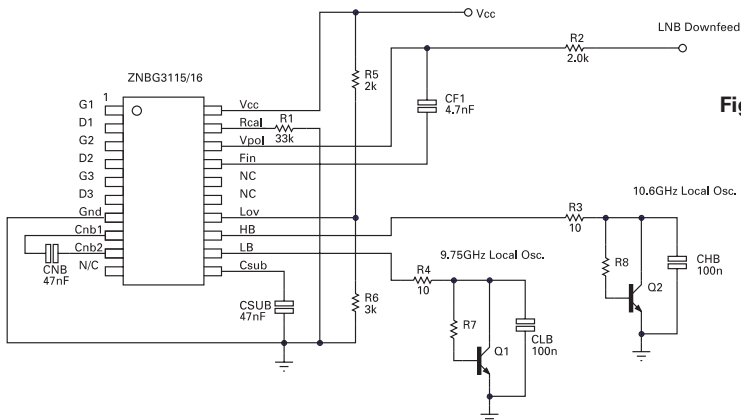 Vcc
LNB Downfeed
R2
2.0k
ZNBG3115/16
R5
2k
CF1
4.7nF
Fig
1
G1
D1
G2
D2
G3
D3
Gnd
Cnb1
Cnb2
N/C
Vcc
Rcal
Vpol
Fin
NC
NC
Lov
HB
LB
Csub
R1
33k
CNB
47nF
CSUB
47nF
R6
3k
10.6GHz Local Osc.
R3
10
R8
Q2
CHB
100n
9.75GHz Local Osc.
R4
10
R7
Q1
CLB
100n